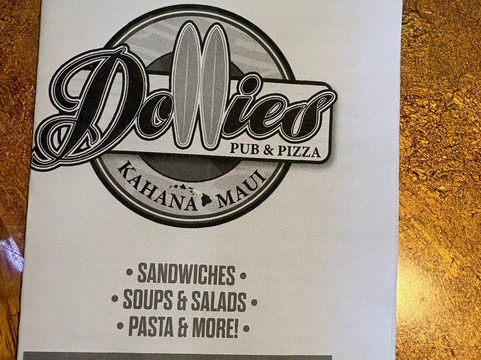 Dollies
PUB & PIZZA
KAHANA MAUI
• SANDWICHES •
• SOUPS & SALADS •
• PASTA & MORE! •